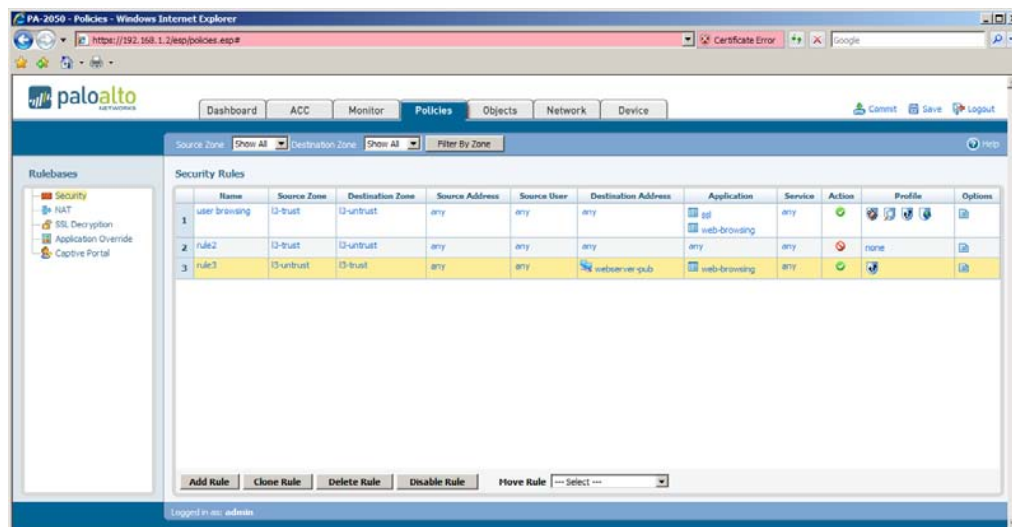 PA-2050 - Policies - Windows Internet Explorer
https://192.168.1.2/esp/policies.esp#
Certificate Error
Google
paloalto
NETWORKS
Dashboard
ACC
Monitor
Policies
Objects
Network
Device
Commit
Save
Logout
Source Zone Show All Destination Zone Show All Filter By Zone
Help
Rulebases
Security
NAT
SSL Decryption
Application Override
Captive Portal
Security Rules
Name Source Zone Destination Zone Source Address Source User Destination Address Application Service Action Profile Options
1 user browsing l3-trust l3-untrust any any any ssl any
web-browsing
2 rule2 l3-trust l3-untrust any any any any any none
3 rule3 l3-untrust l3-trust any any webserver-pub web-browsing any
Add Rule Clone Rule Delete Rule Disable Rule Move Rule --- Select ---
Logged in as: admin